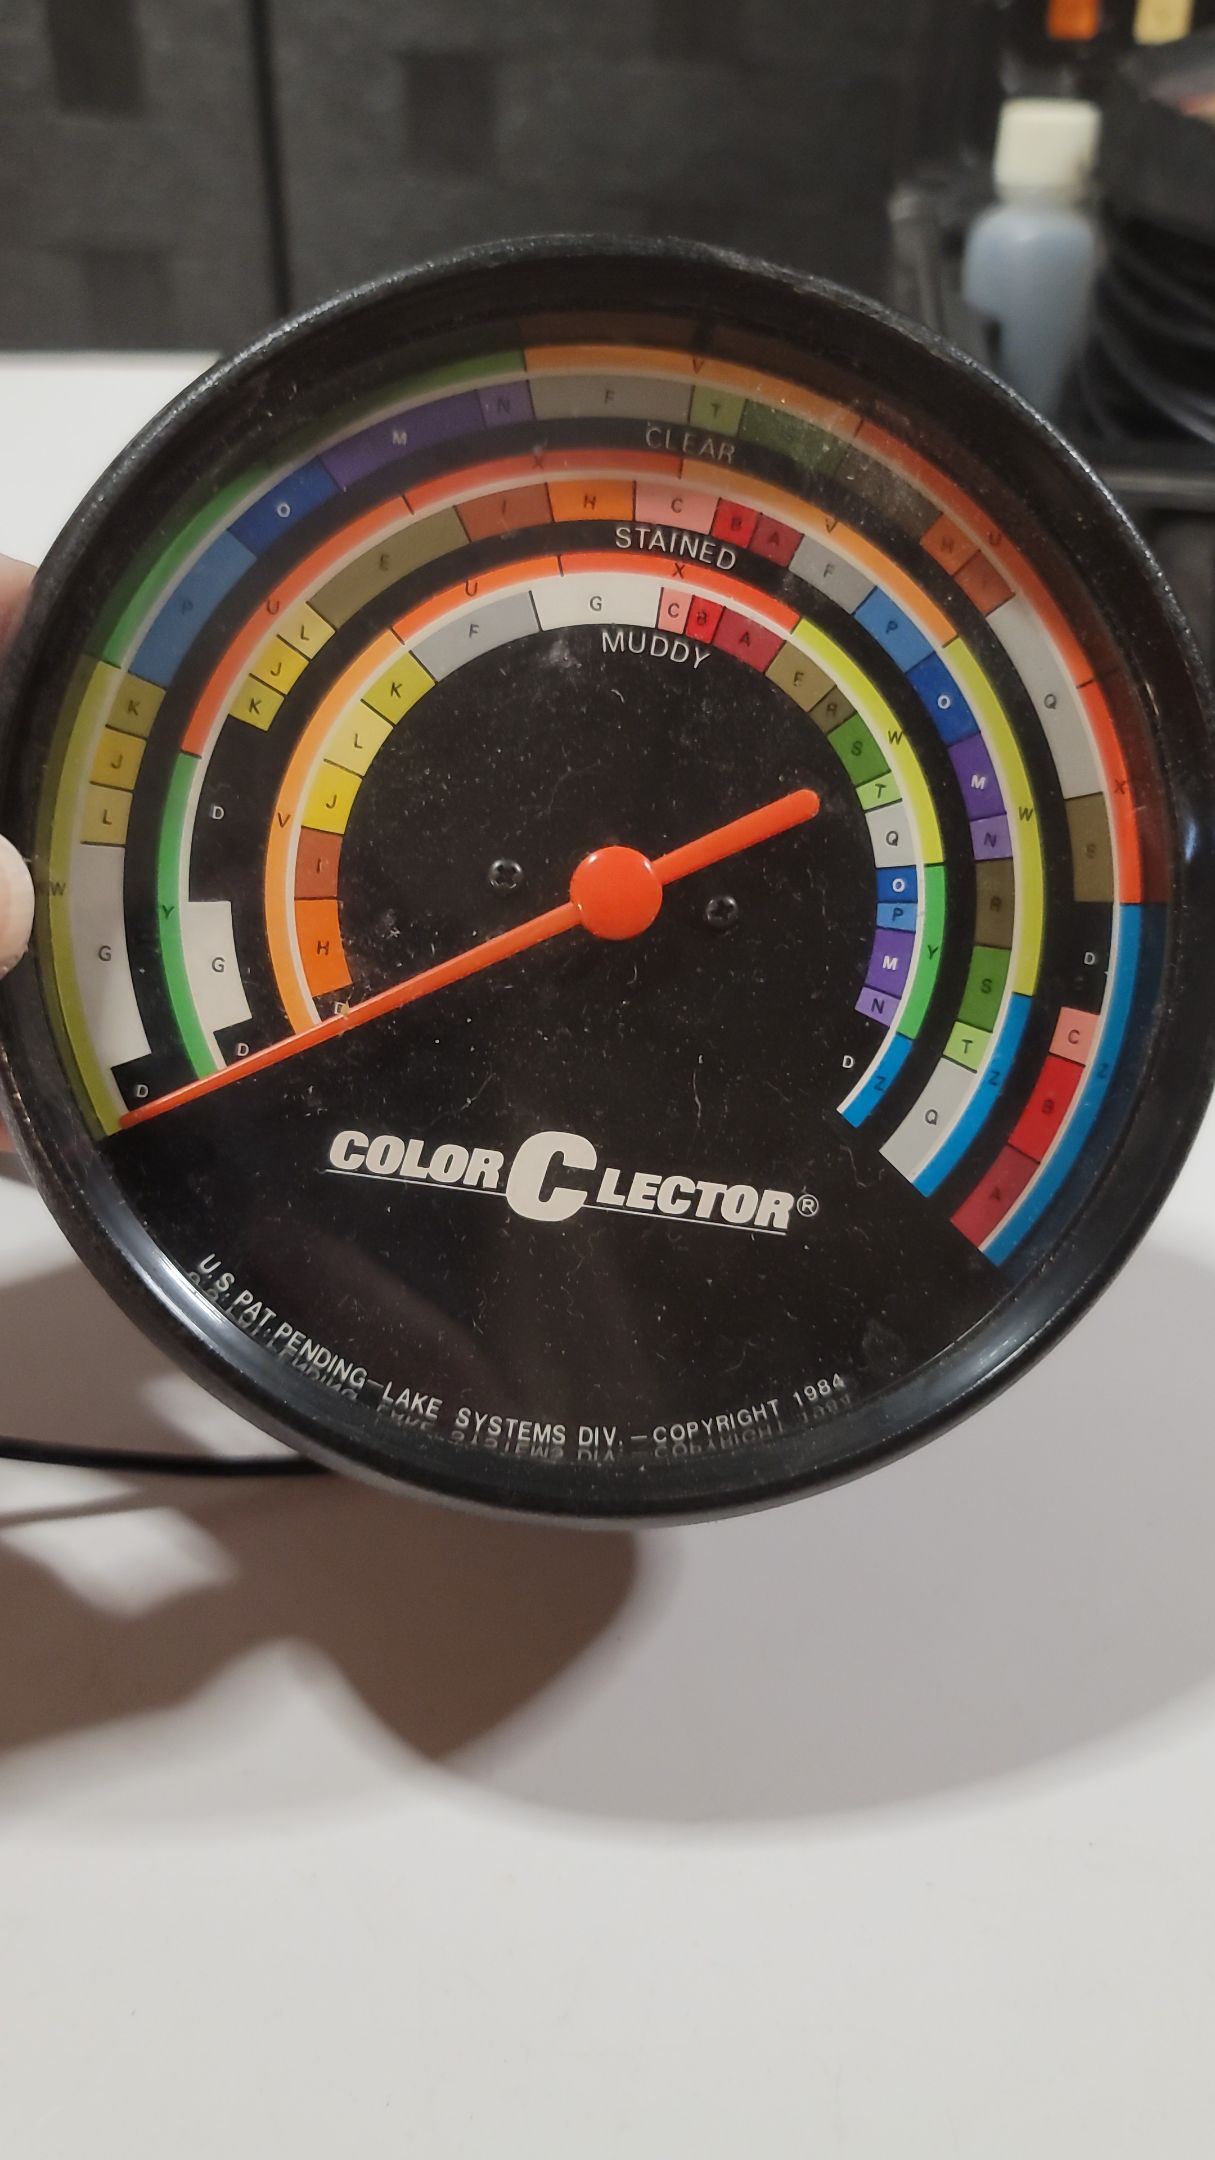 V
N F T
M CLEAR
O X H U
P I H C B A V
E STAINED F
U L U X P Q
K J F G C B A O X
J K K MUDDY E W M
L D L R S W N E
V J T
W Y I Q R
G G H O P Y S D
D D D M N T C
D Z Z Z
Q B
A
COLOR C LECTOR®
U.S. PAT. PENDING—LAKE SYSTEMS DIV.—COPYRIGHT 1984